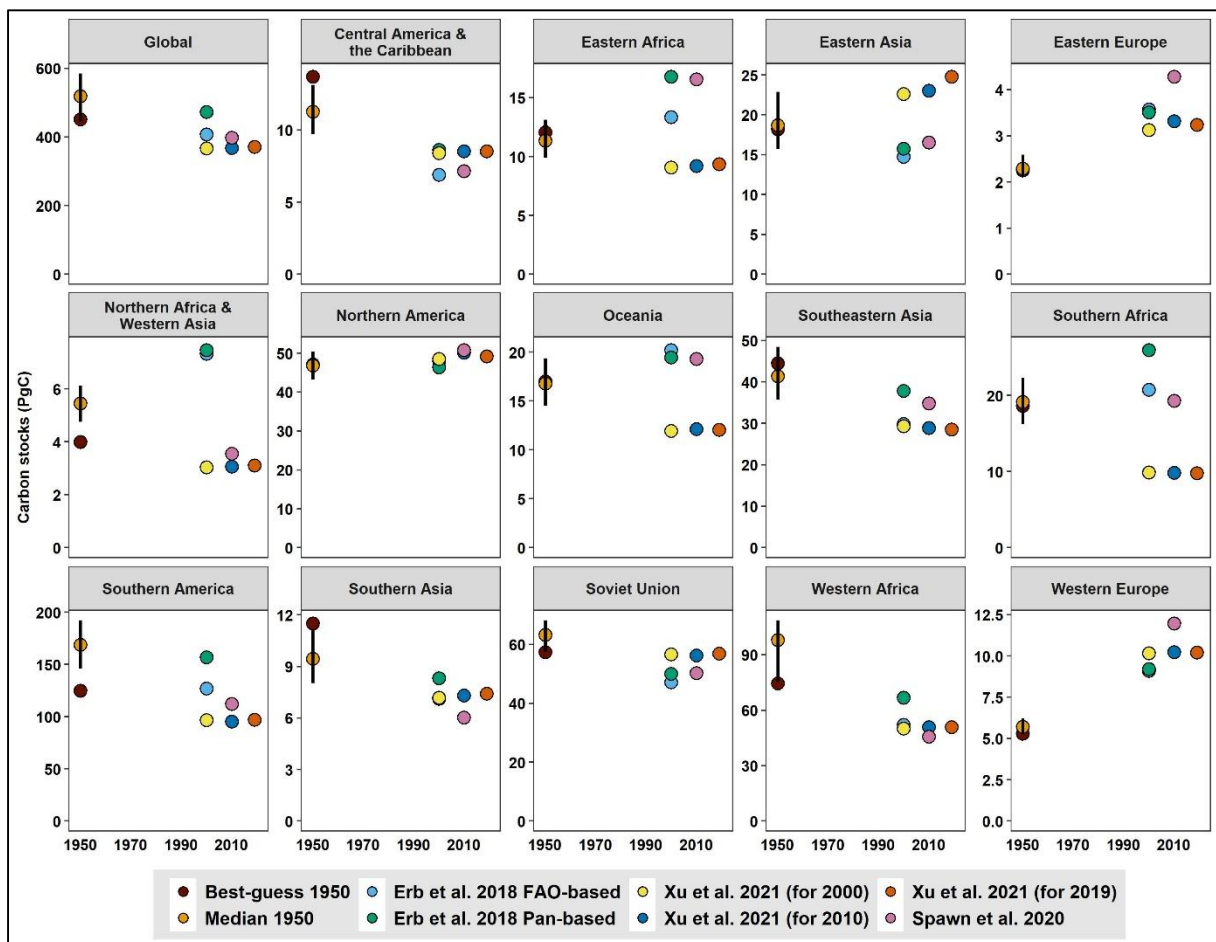 Global
Central America &
the Caribbean
Eastern Africa
Eastern Asia
Eastern Europe
600
400
200
0
10
5
0
15
10
5
0
25
20
15
10
5
0
4
3
2
1
0
Northern Africa &
Western Asia
Northern America
Oceania
Southeastern Asia
Southern Africa
Carbon stocks (PgC)
6
4
2
0
50
40
30
20
10
0
20
15
10
5
0
50
40
30
20
10
0
20
10
0
Southern America
Southern Asia
Soviet Union
Western Africa
Western Europe
200
150
100
50
0
12
9
6
3
0
60
40
20
0
90
60
30
0
12.5
10.0
7.5
5.0
2.5
0.0
1950 1970 1990 2010
1950 1970 1990 2010
1950 1970 1990 2010
1950 1970 1990 2010
1950 1970 1990 2010
Best-guess 1950
Erb et al. 2018 FAO-based
Xu et al. 2021 (for 2000)
Xu et al. 2021 (for 2019)
Median 1950
Erb et al. 2018 Pan-based
Xu et al. 2021 (for 2010)
Spawn et al. 2020